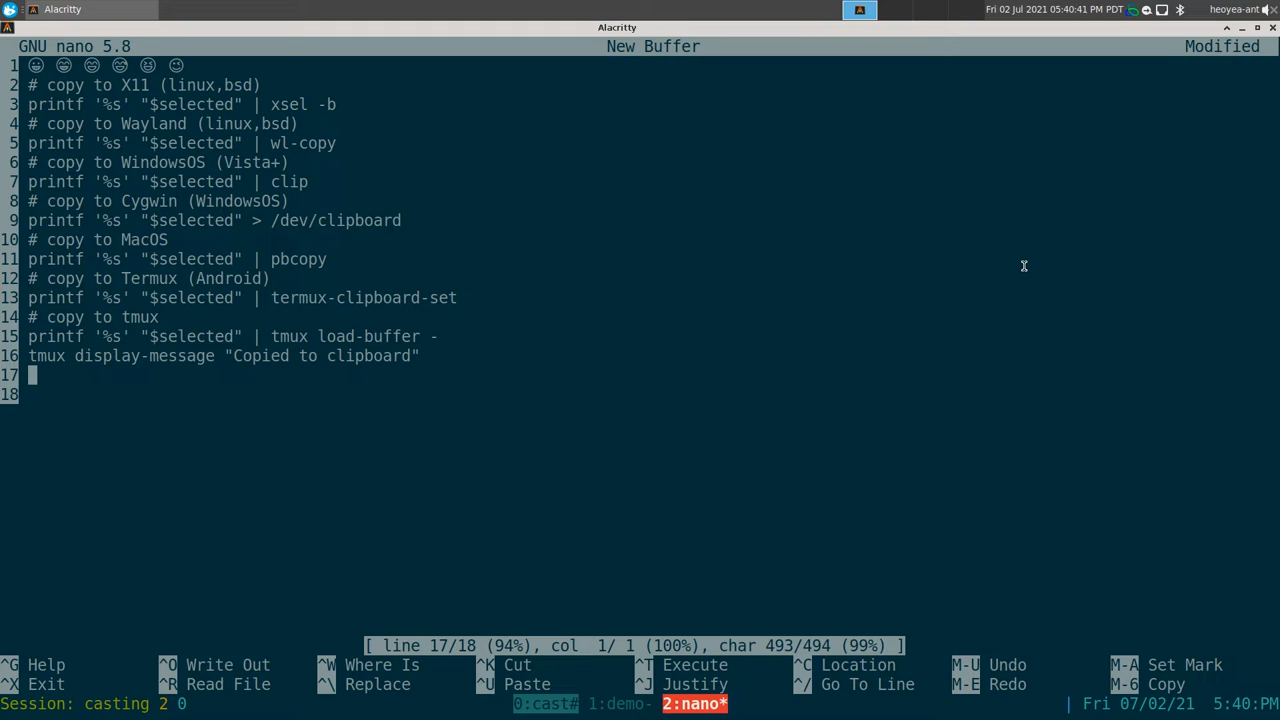 Alacritty Fri 02 Jul 2021 05:40:41 PM PDT heoyea-ant
Alacritty
GNU nano 5.8 New Buffer Modified
1 😀 😁 😄 😅 😆 😉
2 # copy to X11 (linux,bsd)
3 printf '%s' "$selected" | xsel -b
4 # copy to Wayland (linux,bsd)
5 printf '%s' "$selected" | wl-copy
6 # copy to WindowsOS (Vista+)
7 printf '%s' "$selected" | clip
8 # copy to Cygwin (WindowsOS)
9 printf '%s' "$selected" > /dev/clipboard
10 # copy to MacOS
11 printf '%s' "$selected" | pbcopy
12 # copy to Termux (Android)
13 printf '%s' "$selected" | termux-clipboard-set
14 # copy to tmux
15 printf '%s' "$selected" | tmux load-buffer -
16 tmux display-message "Copied to clipboard"
17
18
[ line 17/18 (94%), col  1/ 1 (100%), char 493/494 (99%) ]
^G Help ^O Write Out ^W Where Is ^K Cut ^T Execute ^C Location M-U Undo M-A Set Mark
^X Exit ^R Read File ^\ Replace ^U Paste ^J Justify ^/ Go To Line M-E Redo M-6 Copy
Session: casting 2 0 0:cast# 1:demo- 2:nano* | Fri 07/02/21  5:40:PM